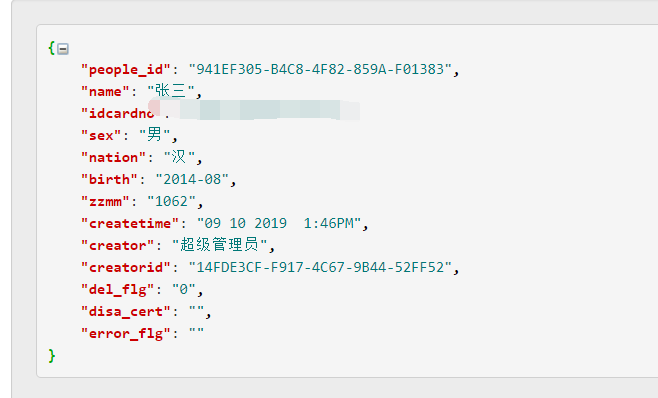 {
"people_id": "941EF305-B4C8-4F82-859A-F01383",
"name": "张三",
"idcardno":
"sex": "男",
"nation": "汉",
"birth": "2014-08",
"zzmm": "1062",
"createtime": "09 10 2019  1:46PM",
"creator": "超级管理员",
"creatorid": "14FDE3CF-F917-4C67-9B44-52FF52",
"del_flg": "0",
"disa_cert": "",
"error_flg": ""
}